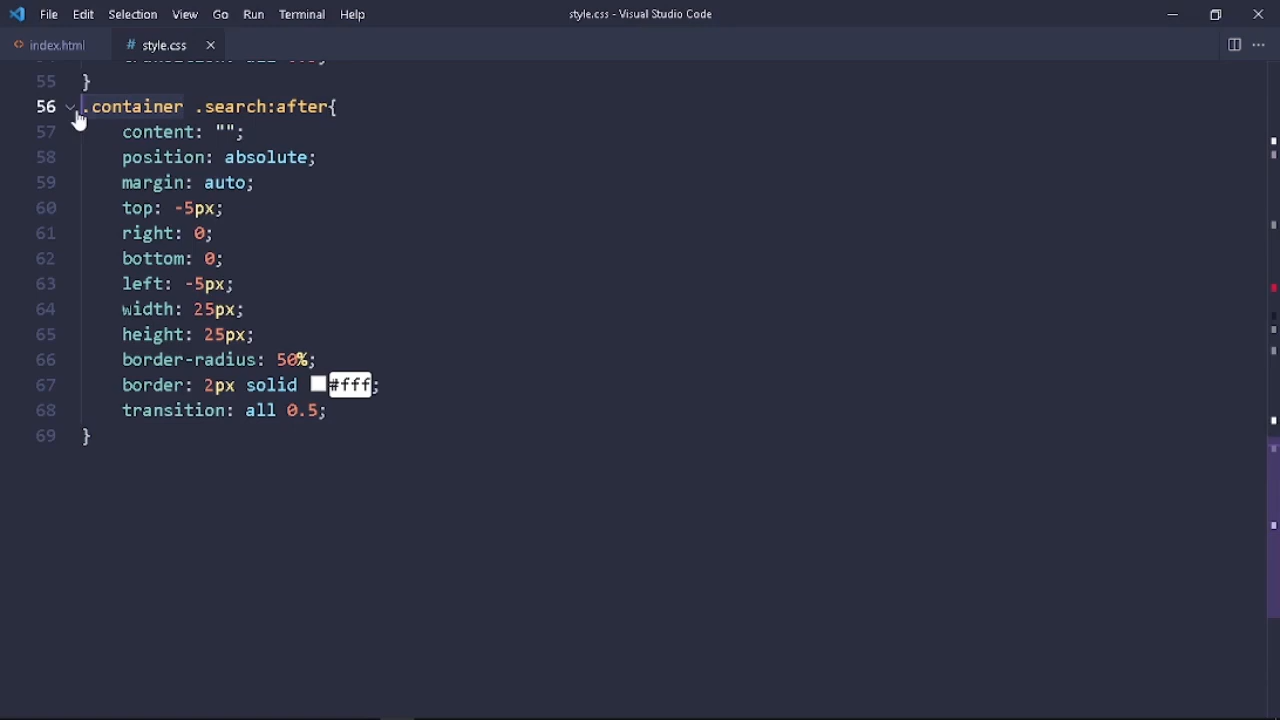 File Edit Selection View Go Run Terminal Help style.css - Visual Studio Code
index.html # style.css
55 }
56 .container .search:after{
57 content: "";
58 position: absolute;
59 margin: auto;
60 top: -5px;
61 right: 0;
62 bottom: 0;
63 left: -5px;
64 width: 25px;
65 height: 25px;
66 border-radius: 50%;
67 border: 2px solid #fff;
68 transition: all 0.5;
69 }